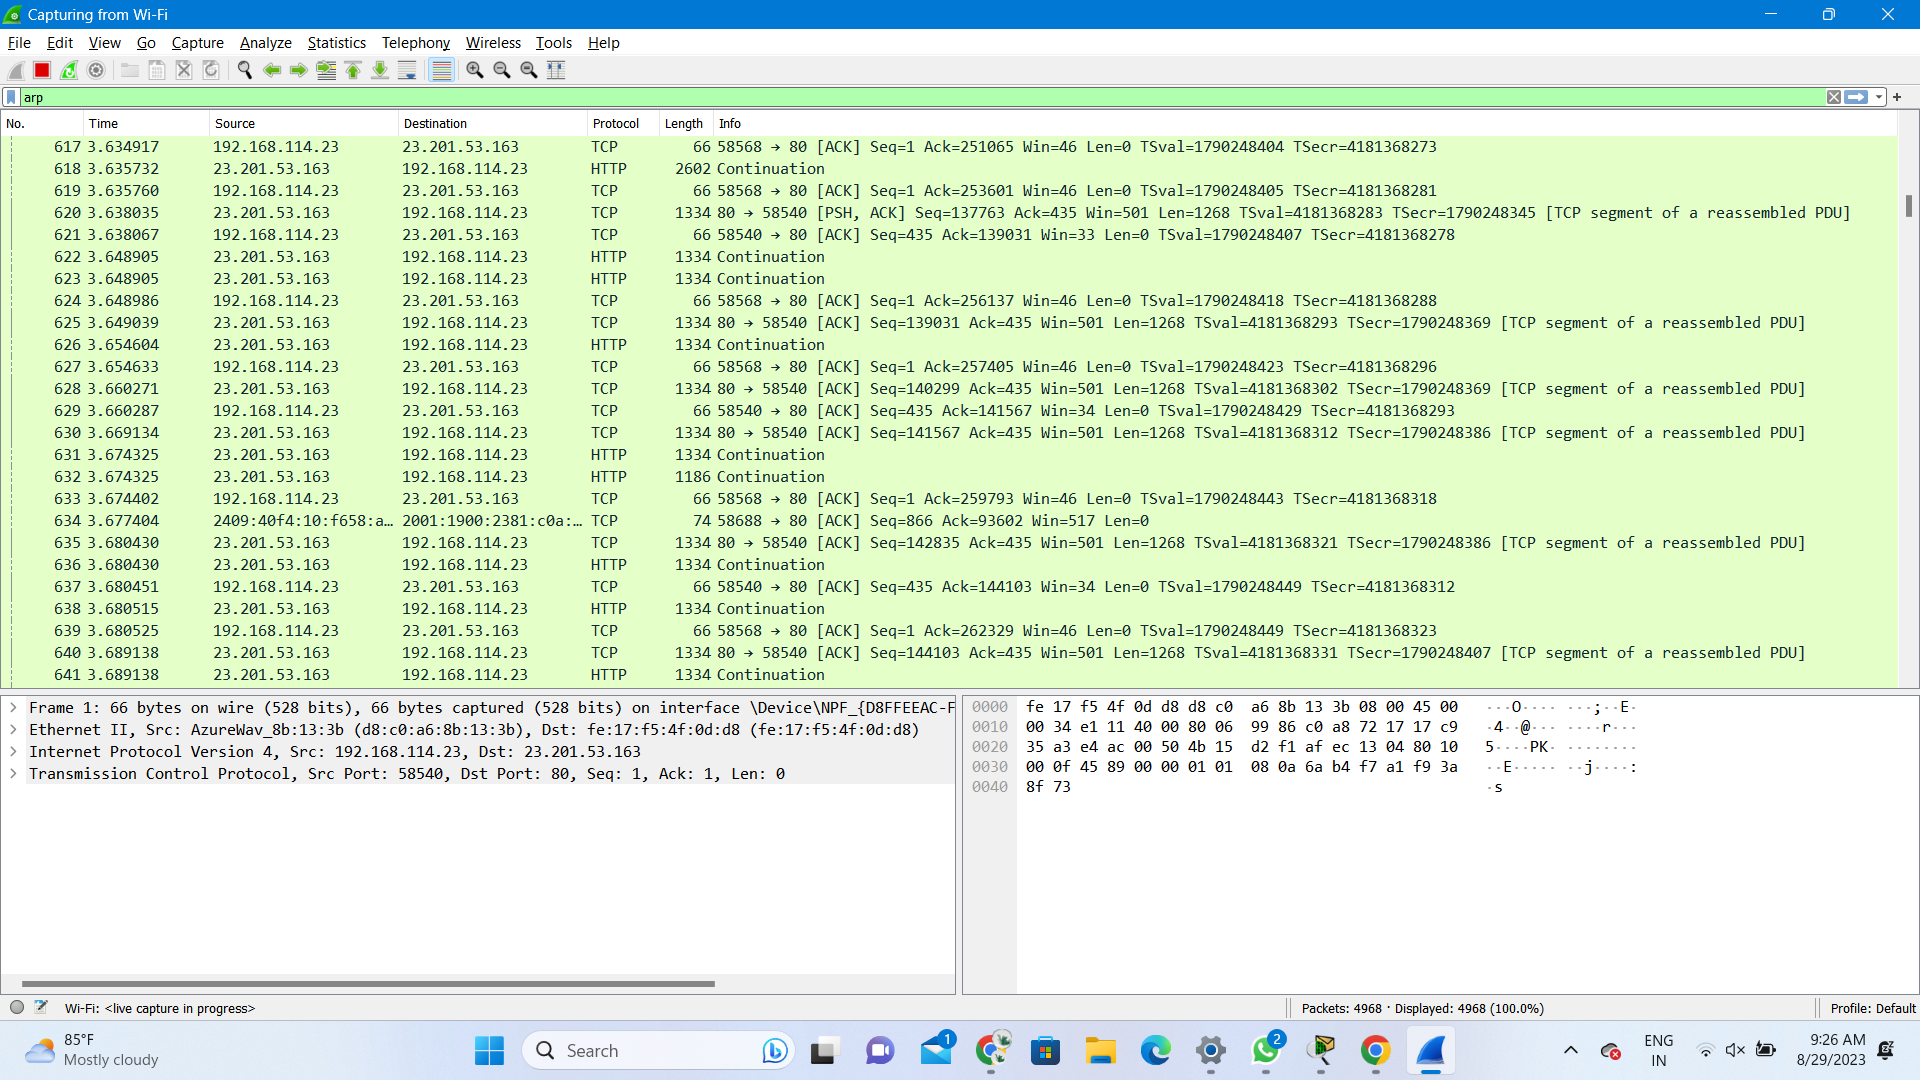 Capturing from Wi-Fi
File Edit View Go Capture Analyze Statistics Telephony Wireless Tools Help
arp
No. Time Source Destination Protocol Length Info
617 3.634917 192.168.114.23 23.201.53.163 TCP 66 58568 → 80 [ACK] Seq=1 Ack=251065 Win=46 Len=0 TSval=1790248404 TSecr=4181368273
618 3.635732 23.201.53.163 192.168.114.23 HTTP 2602 Continuation
619 3.635760 192.168.114.23 23.201.53.163 TCP 66 58568 → 80 [ACK] Seq=1 Ack=253601 Win=46 Len=0 TSval=1790248405 TSecr=4181368281
620 3.638035 23.201.53.163 192.168.114.23 TCP 1334 80 → 58540 [PSH, ACK] Seq=137763 Ack=435 Win=501 Len=1268 TSval=4181368283 TSecr=1790248345 [TCP segment of a reassembled PDU]
621 3.638067 192.168.114.23 23.201.53.163 TCP 66 58540 → 80 [ACK] Seq=435 Ack=139031 Win=33 Len=0 TSval=1790248407 TSecr=4181368278
622 3.648905 23.201.53.163 192.168.114.23 HTTP 1334 Continuation
623 3.648905 23.201.53.163 192.168.114.23 HTTP 1334 Continuation
624 3.648986 192.168.114.23 23.201.53.163 TCP 66 58568 → 80 [ACK] Seq=1 Ack=256137 Win=46 Len=0 TSval=1790248418 TSecr=4181368288
625 3.649039 23.201.53.163 192.168.114.23 TCP 1334 80 → 58540 [ACK] Seq=139031 Ack=435 Win=501 Len=1268 TSval=4181368293 TSecr=1790248369 [TCP segment of a reassembled PDU]
626 3.654604 23.201.53.163 192.168.114.23 HTTP 1334 Continuation
627 3.654633 192.168.114.23 23.201.53.163 TCP 66 58568 → 80 [ACK] Seq=1 Ack=257405 Win=46 Len=0 TSval=1790248423 TSecr=4181368296
628 3.660271 23.201.53.163 192.168.114.23 TCP 1334 80 → 58540 [ACK] Seq=140299 Ack=435 Win=501 Len=1268 TSval=4181368302 TSecr=1790248369 [TCP segment of a reassembled PDU]
629 3.660287 192.168.114.23 23.201.53.163 TCP 66 58540 → 80 [ACK] Seq=435 Ack=141567 Win=34 Len=0 TSval=1790248429 TSecr=4181368293
630 3.669134 23.201.53.163 192.168.114.23 TCP 1334 80 → 58540 [ACK] Seq=141567 Ack=435 Win=501 Len=1268 TSval=4181368312 TSecr=1790248386 [TCP segment of a reassembled PDU]
631 3.674325 23.201.53.163 192.168.114.23 HTTP 1334 Continuation
632 3.674325 23.201.53.163 192.168.114.23 HTTP 1186 Continuation
633 3.674402 192.168.114.23 23.201.53.163 TCP 66 58568 → 80 [ACK] Seq=1 Ack=259793 Win=46 Len=0 TSval=1790248443 TSecr=4181368318
634 3.677404 2409:40f4:10:f658:a… 2001:1900:2381:c0a:… TCP 74 58688 → 80 [ACK] Seq=866 Ack=93602 Win=517 Len=0
635 3.680430 23.201.53.163 192.168.114.23 TCP 1334 80 → 58540 [ACK] Seq=142835 Ack=435 Win=501 Len=1268 TSval=4181368321 TSecr=1790248386 [TCP segment of a reassembled PDU]
636 3.680430 23.201.53.163 192.168.114.23 HTTP 1334 Continuation
637 3.680451 192.168.114.23 23.201.53.163 TCP 66 58540 → 80 [ACK] Seq=435 Ack=144103 Win=34 Len=0 TSval=1790248449 TSecr=4181368312
638 3.680515 23.201.53.163 192.168.114.23 HTTP 1334 Continuation
639 3.680525 192.168.114.23 23.201.53.163 TCP 66 58568 → 80 [ACK] Seq=1 Ack=262329 Win=46 Len=0 TSval=1790248449 TSecr=4181368323
640 3.689138 23.201.53.163 192.168.114.23 TCP 1334 80 → 58540 [ACK] Seq=144103 Ack=435 Win=501 Len=1268 TSval=4181368331 TSecr=1790248407 [TCP segment of a reassembled PDU]
641 3.689138 23.201.53.163 192.168.114.23 HTTP 1334 Continuation
Frame 1: 66 bytes on wire (528 bits), 66 bytes captured (528 bits) on interface \Device\NPF_{D8FFEEAC-F
Ethernet II, Src: AzureWav_8b:13:3b (d8:c0:a6:8b:13:3b), Dst: fe:17:f5:4f:0d:d8 (fe:17:f5:4f:0d:d8)
Internet Protocol Version 4, Src: 192.168.114.23, Dst: 23.201.53.163
Transmission Control Protocol, Src Port: 58540, Dst Port: 80, Seq: 1, Ack: 1, Len: 0
0000 fe 17 f5 4f 0d d8 d8 c0 a6 8b 13 3b 08 00 45 00 ···O···· ···;··E·
0010 00 34 e1 11 40 00 80 06 99 86 c0 a8 72 17 17 c9 ·4··@··· ····r···
0020 35 a3 e4 ac 00 50 4b 15 d2 f1 af ec 13 04 80 10 5····PK· ········
0030 00 0f 45 89 00 00 01 01 08 0a 6a b4 f7 a1 f9 3a ··E····· ··j····:
0040 8f 73 ·s
Wi-Fi: <live capture in progress>
Packets: 4968 · Displayed: 4968 (100.0%)
Profile: Default
85°F
Mostly cloudy
Search
1
2
ENG
IN
9:26 AM
8/29/2023